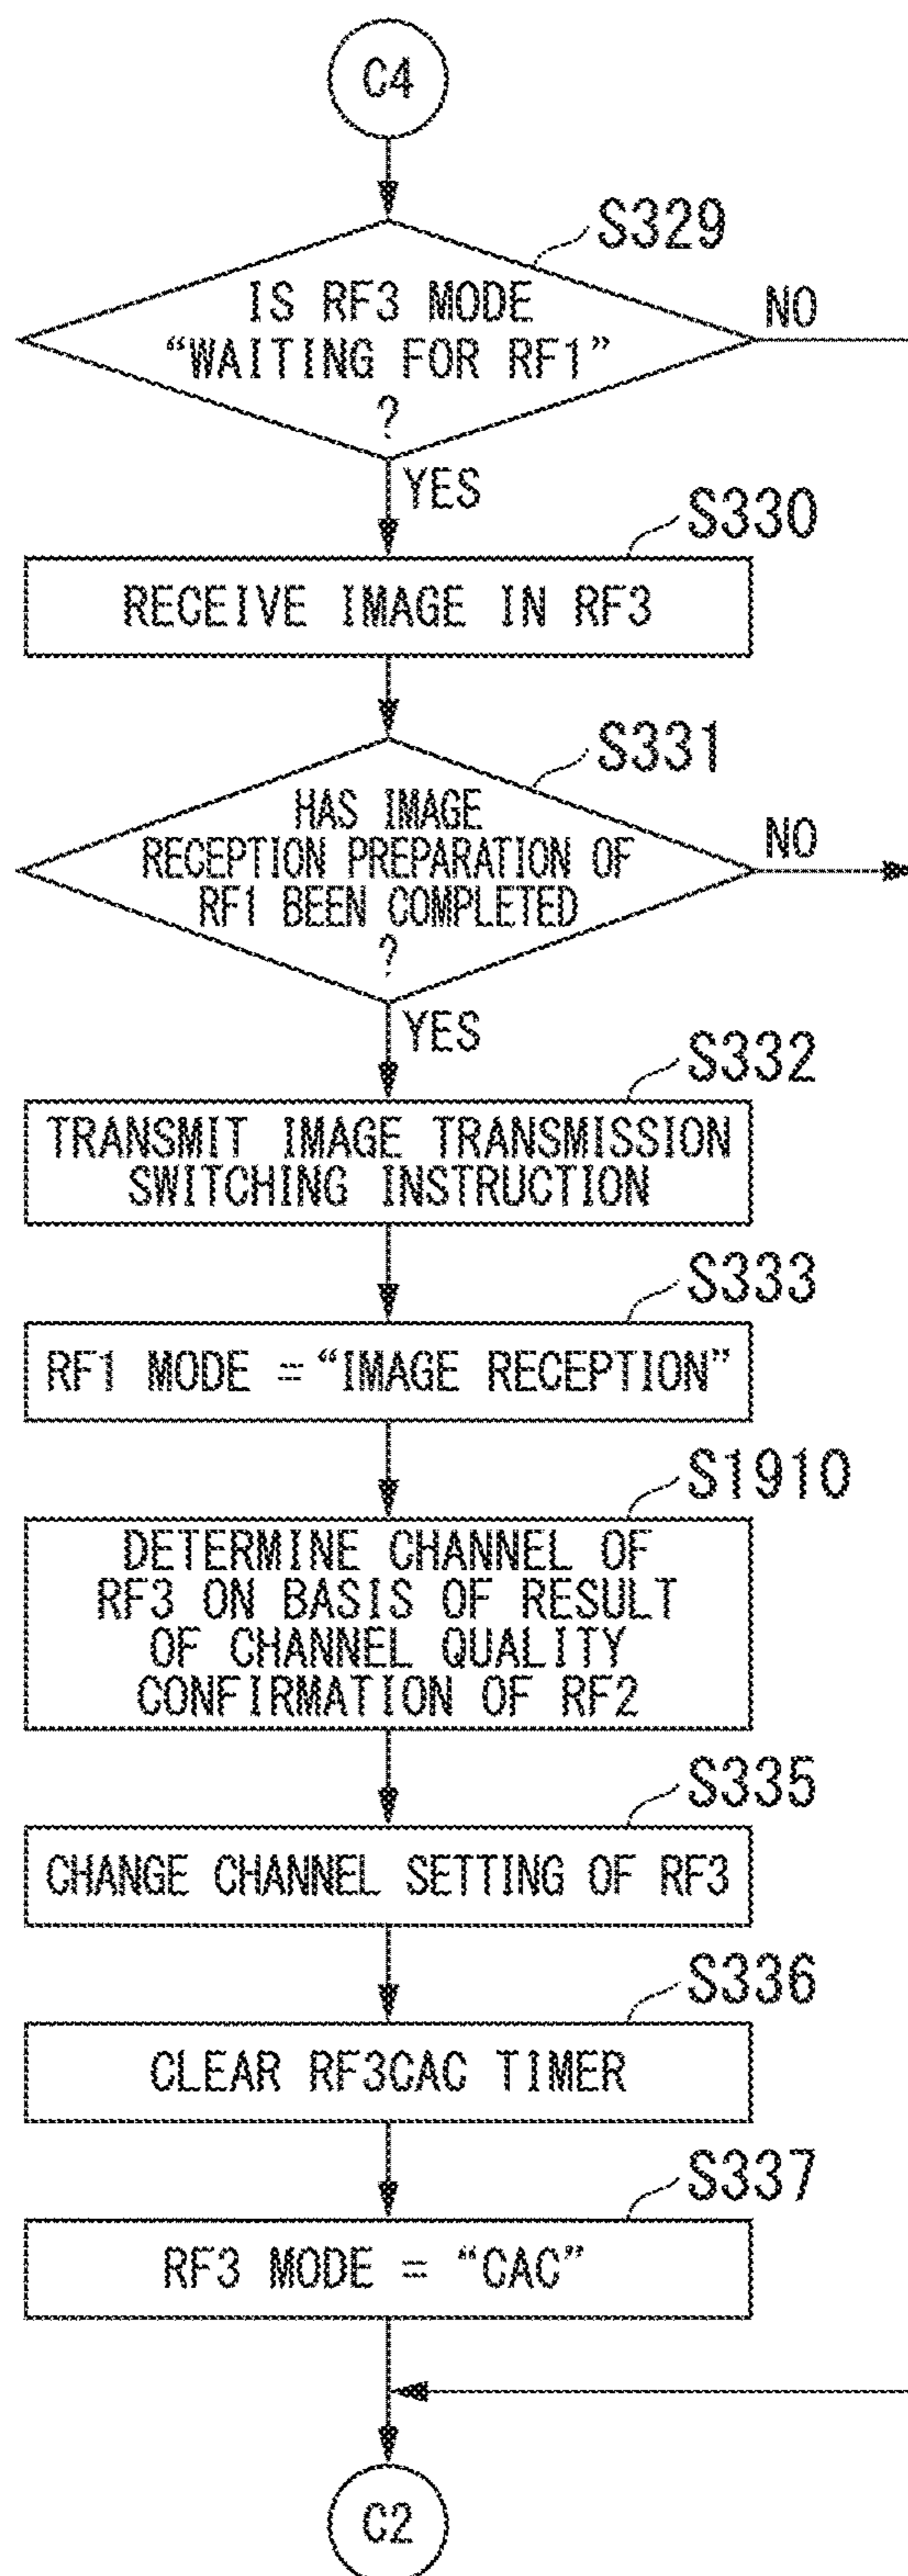 C4
S329
IS RF3 MODE
“WAITING FOR RF1”
?
NO
YES
S330
RECEIVE IMAGE IN RF3
S331
HAS IMAGE
RECEPTION PREPARATION OF
RF1 BEEN COMPLETED
?
NO
YES
S332
TRANSMIT IMAGE TRANSMISSION
SWITCHING INSTRUCTION
S333
RF1 MODE =“IMAGE RECEPTION”
S1910
DETERMINE CHANNEL OF
RF3 ON BASIS OF RESULT
OF CHANNEL QUALITY
CONFIRMATION OF RF2
S335
CHANGE CHANNEL SETTING OF RF3
S336
CLEAR RF3CAC TIMER
S337
RF3 MODE = “CAC”
C2